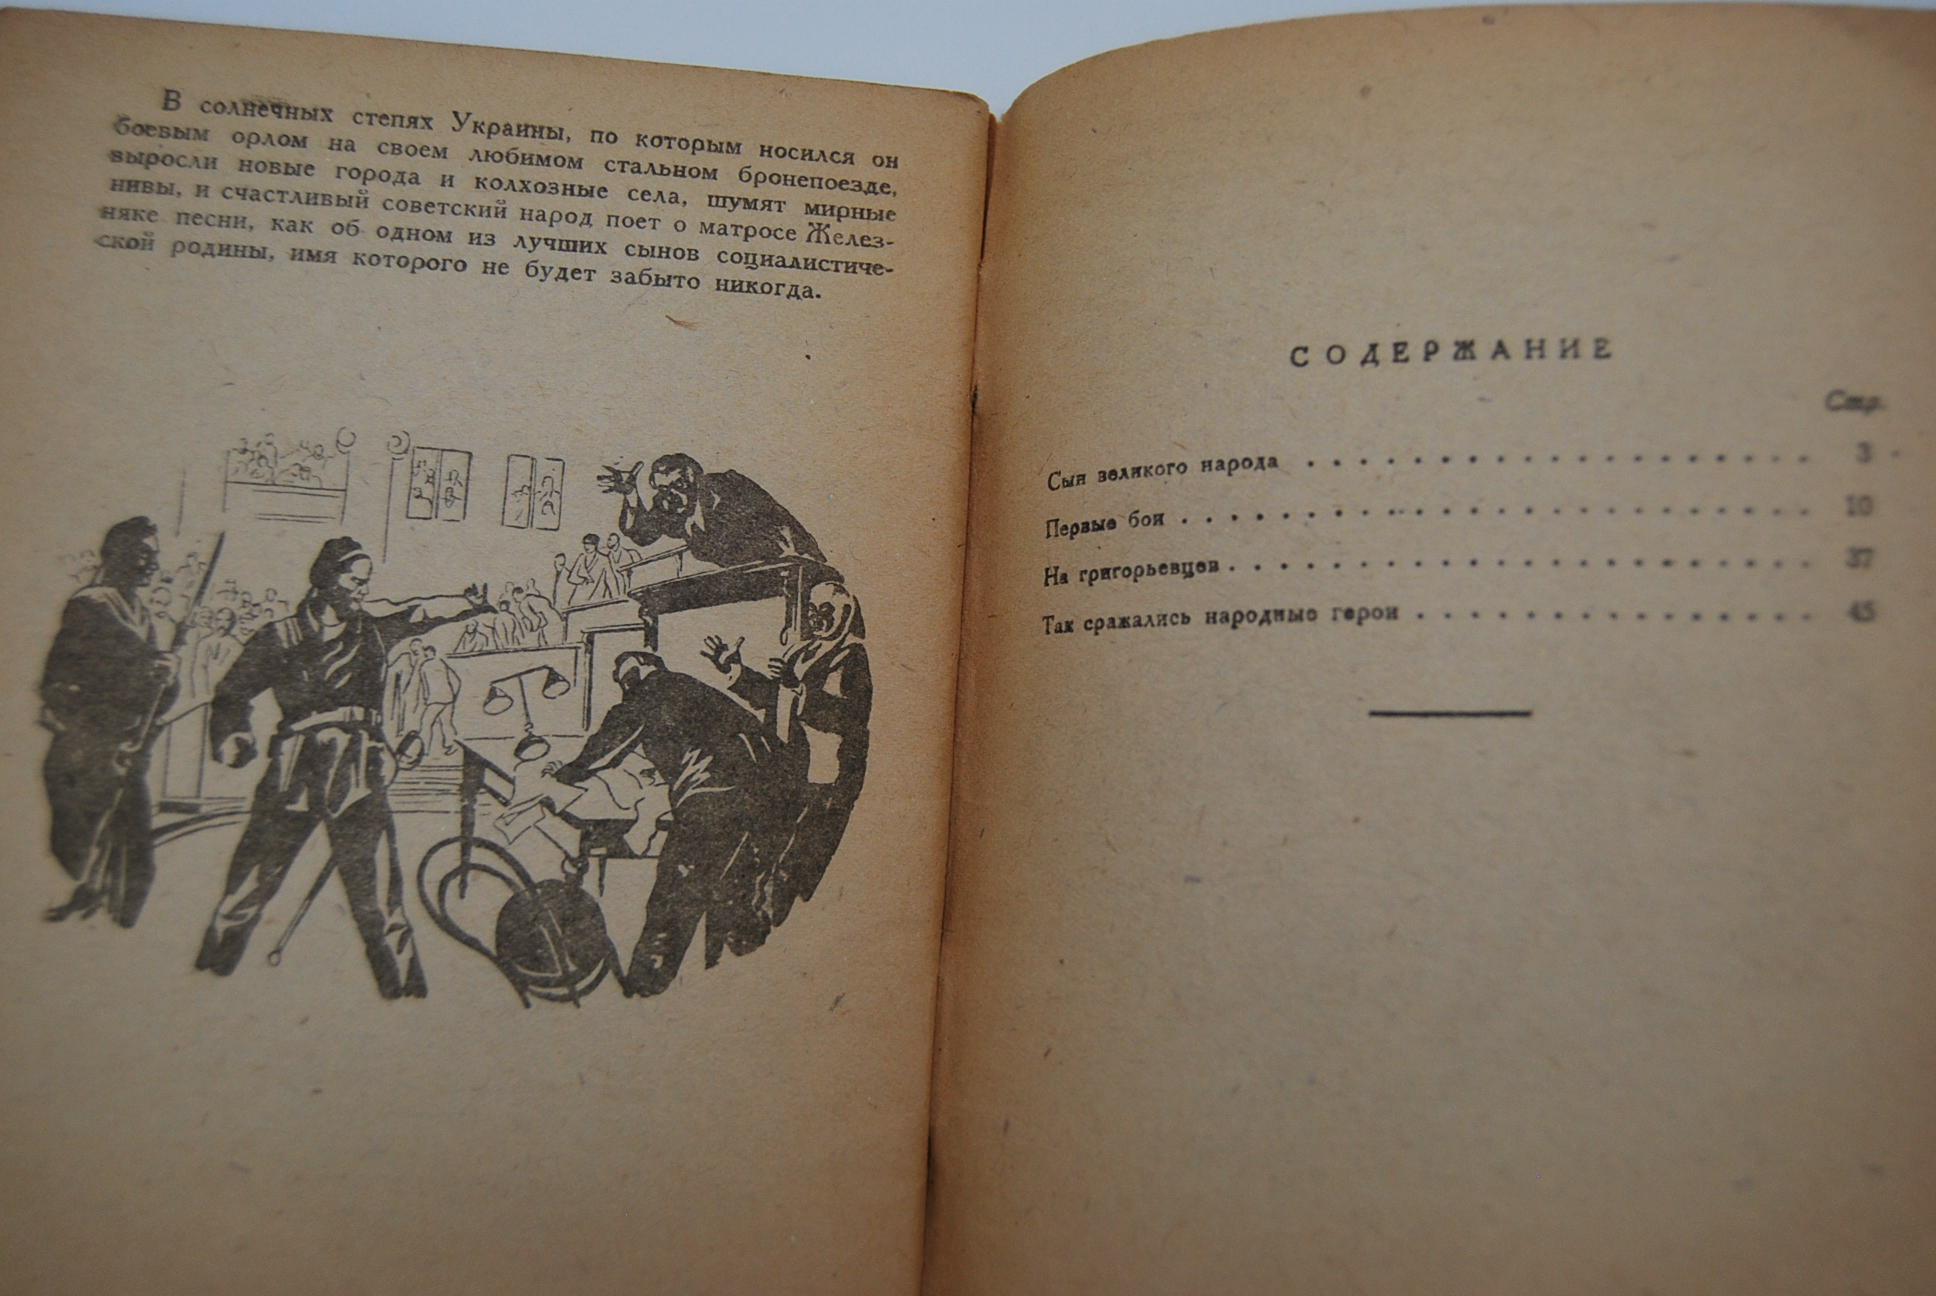 В солнечных степях Украины, по которым носился он
боевым орлом на своем любимом стальном бронепоезде,
выросли новые города и колхозные села, шумят мирные
нивы, и счастливый советский народ поет о матросе Желез-
няке песни, как об одном из лучших сынов социалистиче-
ской родины, имя которого не будет забыто никогда.
СОДЕРЖАНИЕ
Стр.
Сын великого народа . . . . . . . . . . . . . . . . . . . . 3
Первые бои . . . . . . . . . . . . . . . . . . . . . . . . 10
На григорьевцев . . . . . . . . . . . . . . . . . . . . . . 37
Так сражались народные герои . . . . . . . . . . . . . . . . 45